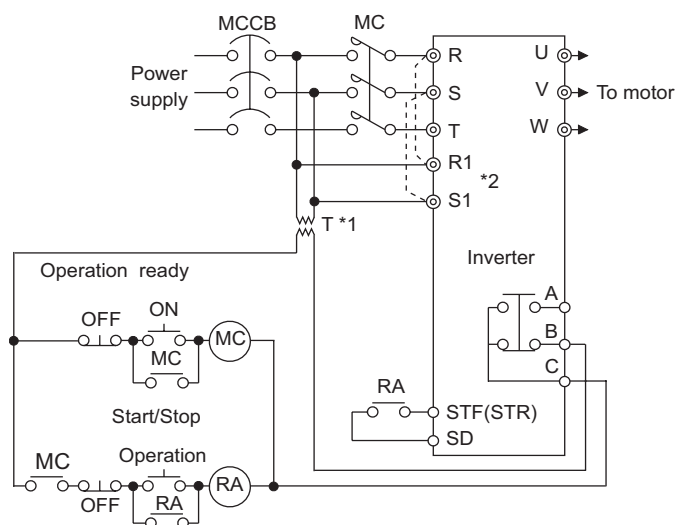 MCCB
MC
R
U
Power
supply
S
V
To motor
T
W
R1
*2
S1
T *1
Inverter
Operation ready
A
OFF
ON
MC
B
MC
C
RA
Start/Stop
STF(STR)
SD
MC
Operation
OFF
RA
RA